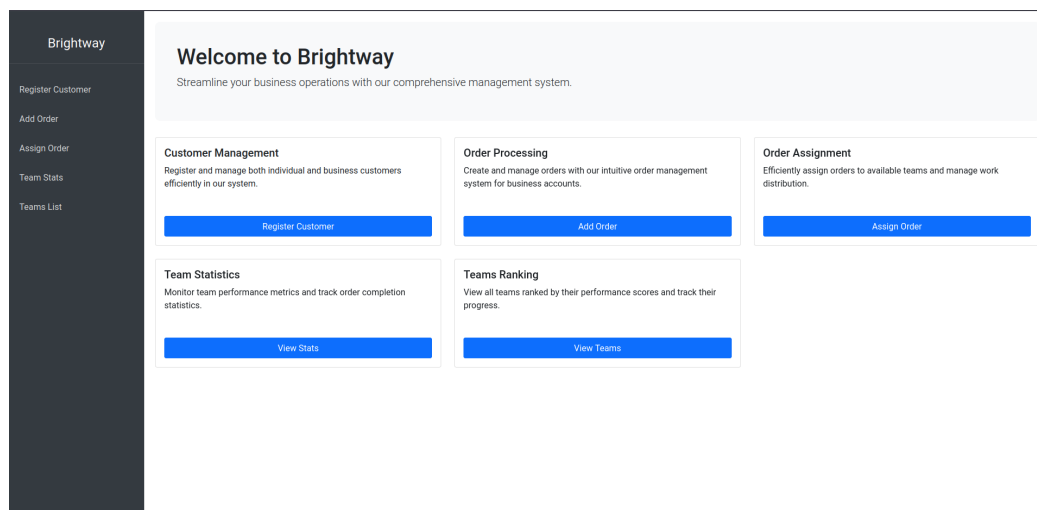 Brightway
Register Customer
Add Order
Assign Order
Team Stats
Teams List
Welcome to Brightway
Streamline your business operations with our comprehensive management system.
Customer Management
Register and manage both individual and business customers
efficiently in our system.
Register Customer
Order Processing
Create and manage orders with our intuitive order management
system for business accounts.
Add Order
Order Assignment
Efficiently assign orders to available teams and manage work
distribution.
Assign Order
Team Statistics
Monitor team performance metrics and track order completion
statistics.
View Stats
Teams Ranking
View all teams ranked by their performance scores and track their
progress.
View Teams